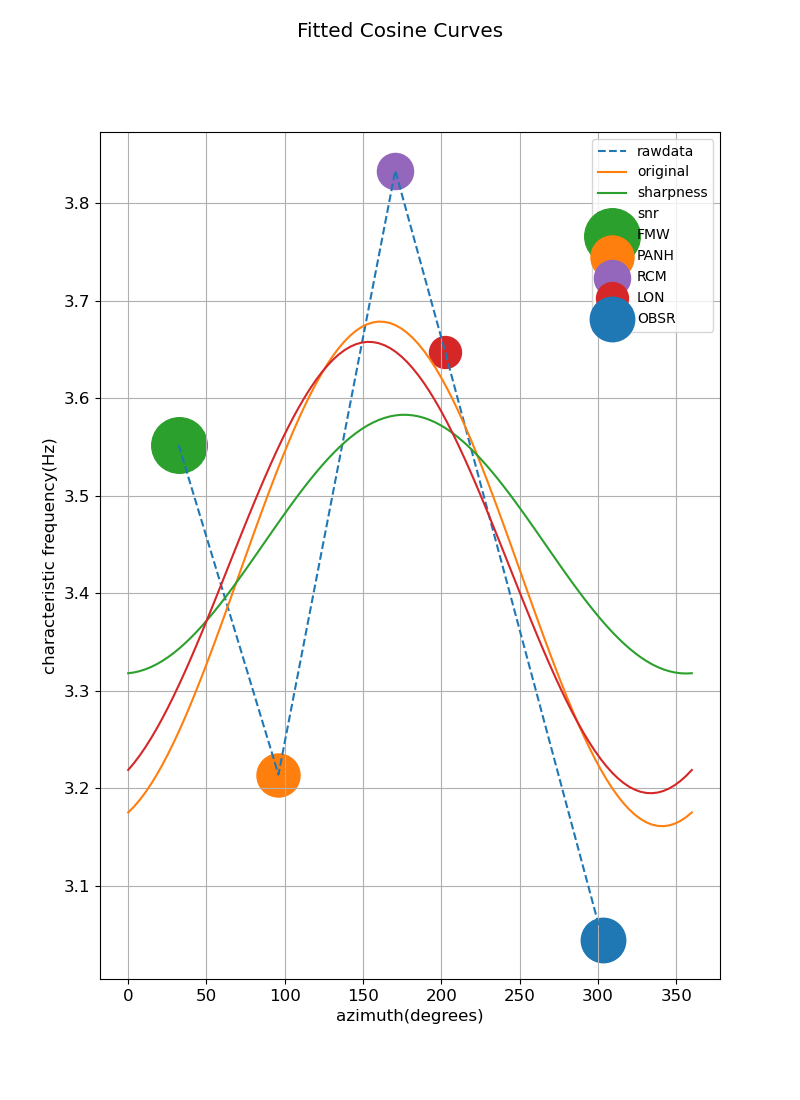 Fitted Cosine Curves
characteristic frequency(Hz)
3.8
3.7
3.6
3.5
3.4
3.3
3.2
3.1
rawdata
original
sharpness
snr
FMW
PANH
RCM
LON
OBSR
0 50 100 150 200 250 300 350
azimuth(degrees)